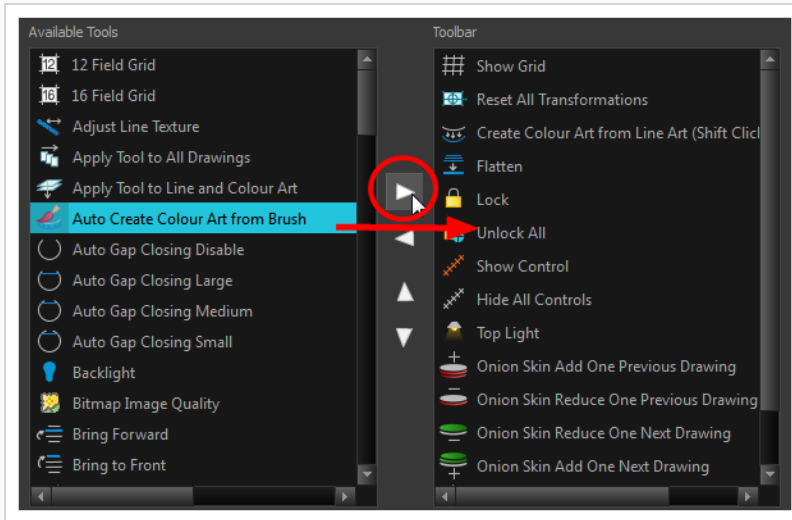 Available Tools
12 12 Field Grid
16 16 Field Grid
Adjust Line Texture
Apply Tool to All Drawings
Apply Tool to Line and Colour Art
Auto Create Colour Art from Brush
Auto Gap Closing Disable
Auto Gap Closing Large
Auto Gap Closing Medium
Auto Gap Closing Small
Backlight
Bitmap Image Quality
Bring Forward
Bring to Front
Toolbar
Show Grid
Reset All Transformations
Create Colour Art from Line Art (Shift Clicl
Flatten
Lock
Unlock All
Show Control
Hide All Controls
Top Light
Onion Skin Add One Previous Drawing
Onion Skin Reduce One Previous Drawing
Onion Skin Reduce One Next Drawing
Onion Skin Add One Next Drawing